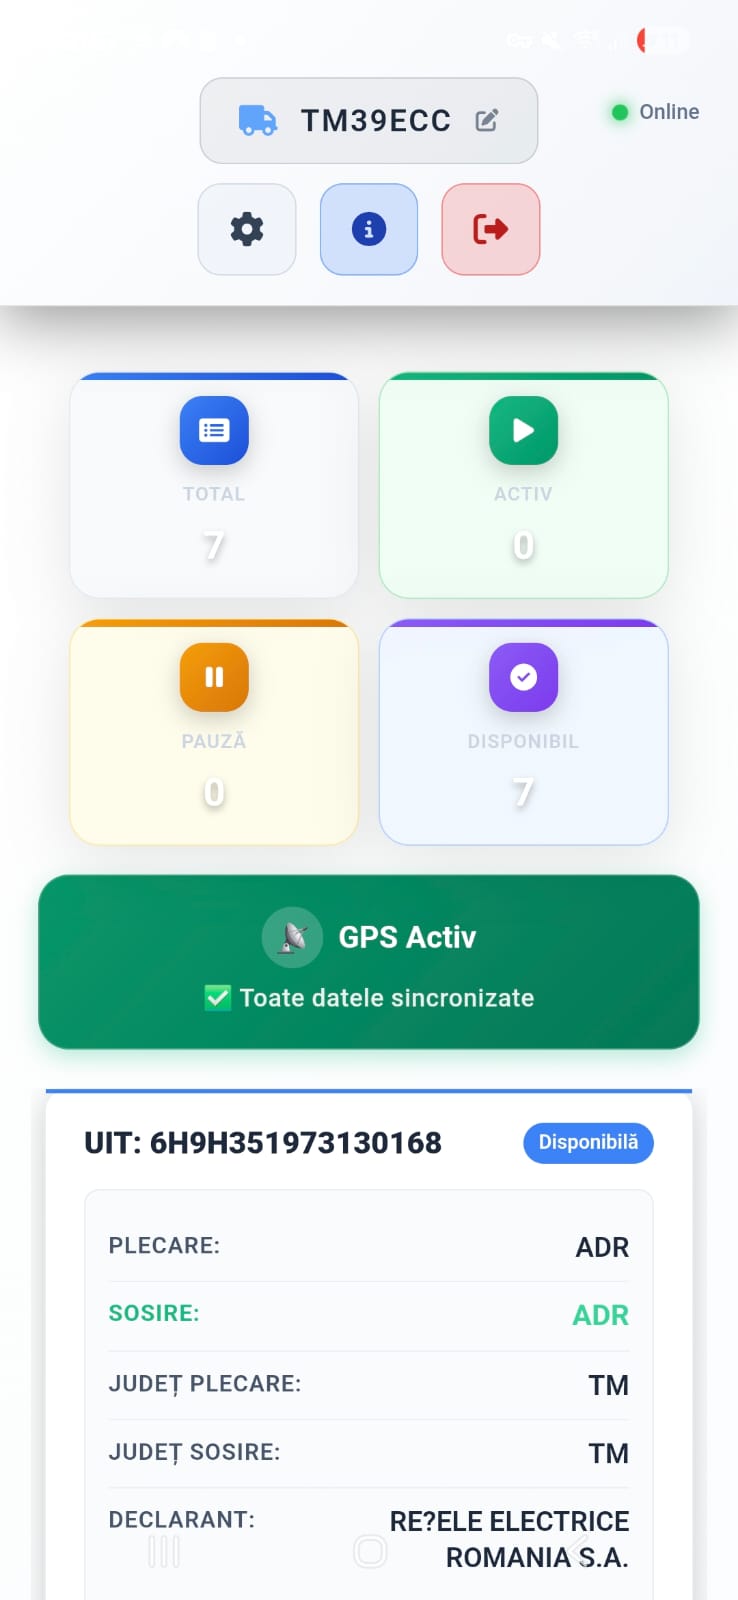 TM39ECC
Online
TOTAL
7
ACTIV
0
PAUZĂ
0
DISPONIBIL
7
GPS Activ
✅ Toate datele sincronizate
UIT: 6H9H351973130168
Disponibilă
PLECARE: ADR
SOSIRE: ADR
JUDEȚ PLECARE: TM
JUDEȚ SOSIRE: TM
DECLARANT: RE?ELE ELECTRICE
ROMANIA S.A.